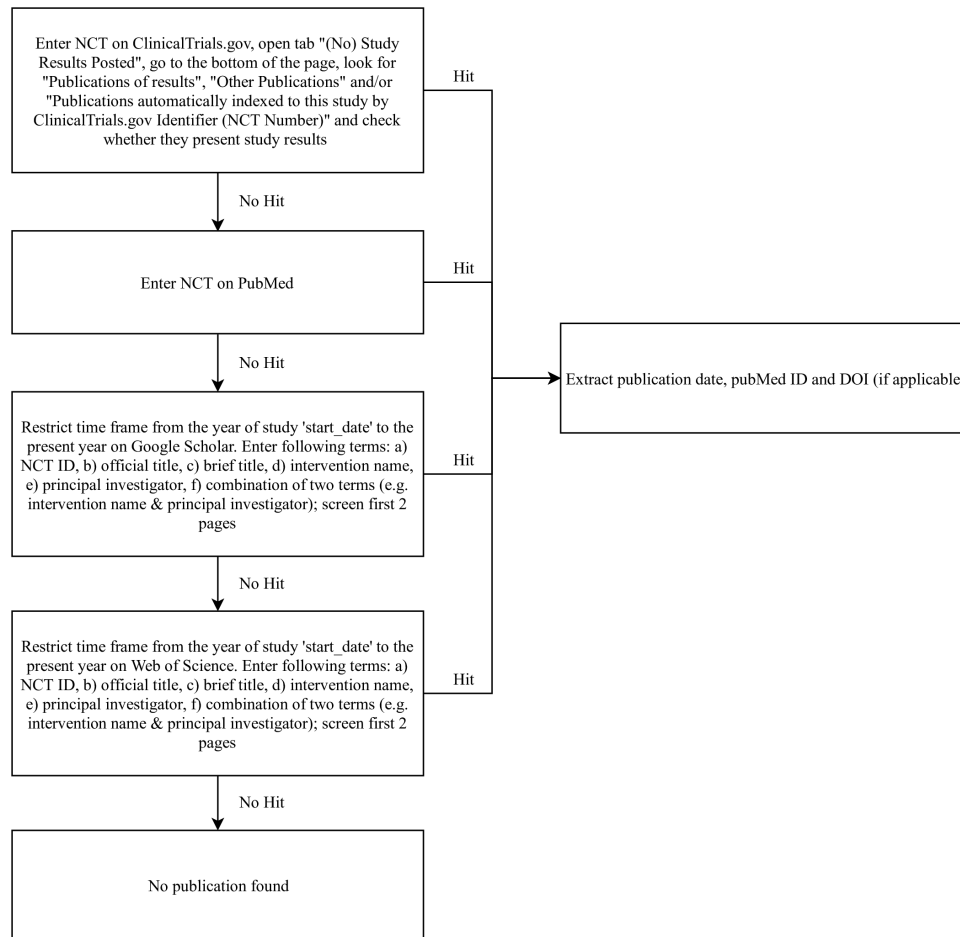 Enter NCT on ClinicalTrials.gov, open tab "(No) Study
Results Posted", go to the bottom of the page, look for
"Publications of results", "Other Publications" and/or
"Publications automatically indexed to this study by
ClinicalTrials.gov Identifier (NCT Number)" and check
whether they present study results
Hit
No Hit
Enter NCT on PubMed
Hit
No Hit
Extract publication date, pubMed ID and DOI (if applicable
Restrict time frame from the year of study 'start_date' to the
present year on Google Scholar. Enter following terms: a)
NCT ID, b) official title, c) brief title, d) intervention name,
e) principal investigator, f) combination of two terms (e.g.
intervention name & principal investigator); screen first 2
pages
Hit
No Hit
Restrict time frame from the year of study 'start_date' to the
present year on Web of Science. Enter following terms: a)
NCT ID, b) official title, c) brief title, d) intervention name,
e) principal investigator, f) combination of two terms (e.g.
intervention name & principal investigator); screen first 2
pages
Hit
No Hit
No publication found